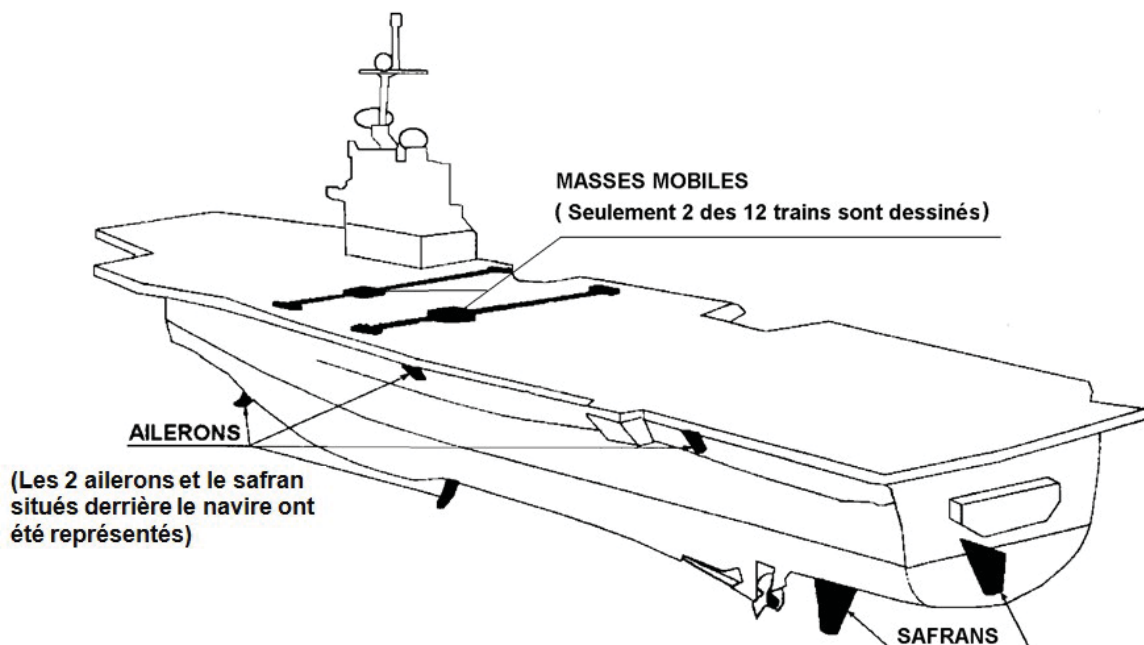 MASSES MOBILES
( Seulement 2 des 12 trains sont dessinés)
AILERONS
(Les 2 ailerons et le safran
situés derrière le navire ont
été représentés)
SAFRANS